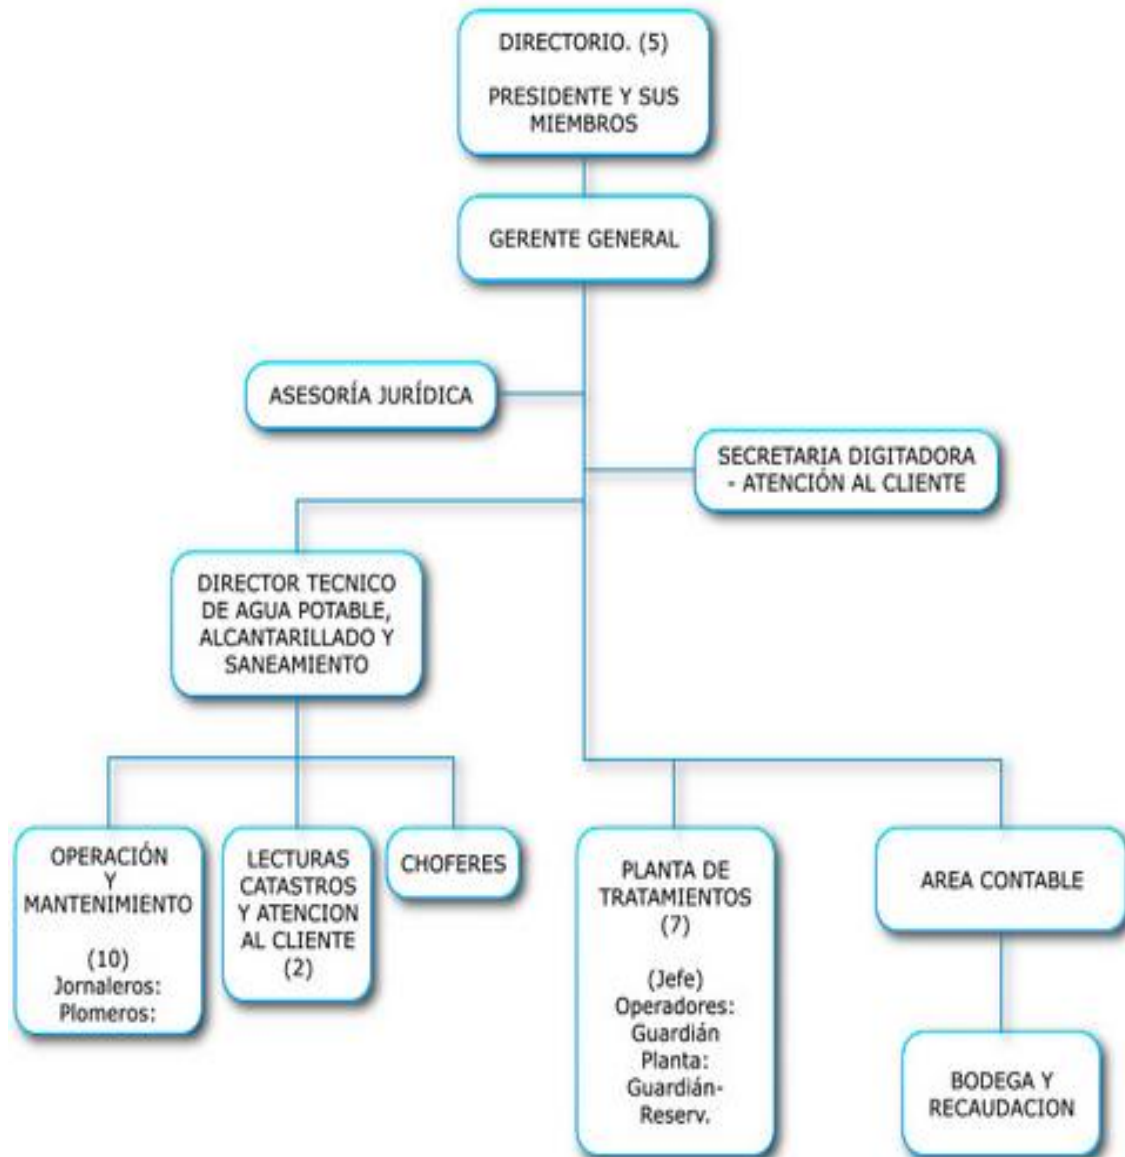 DIRECTORIO. (5)
PRESIDENTE Y SUS
MIEMBROS
GERENTE GENERAL
ASESORÍA JURÍDICA
SECRETARIA DIGITADORA
- ATENCIÓN AL CLIENTE
DIRECTOR TECNICO
DE AGUA POTABLE,
ALCANTARILLADO Y
SANEAMIENTO
OPERACIÓN
Y
MANTENIMIENTO
(10)
Jornaleros:
Plomeros:
LECTURAS
CATASTROS
Y ATENCION
AL CLIENTE
(2)
CHOFERES
PLANTA DE
TRATAMIENTOS
(7)
(Jefe)
Operadores:
Guardián
Planta:
Guardián-
Reserv.
AREA CONTABLE
BODEGA Y
RECAUDACION